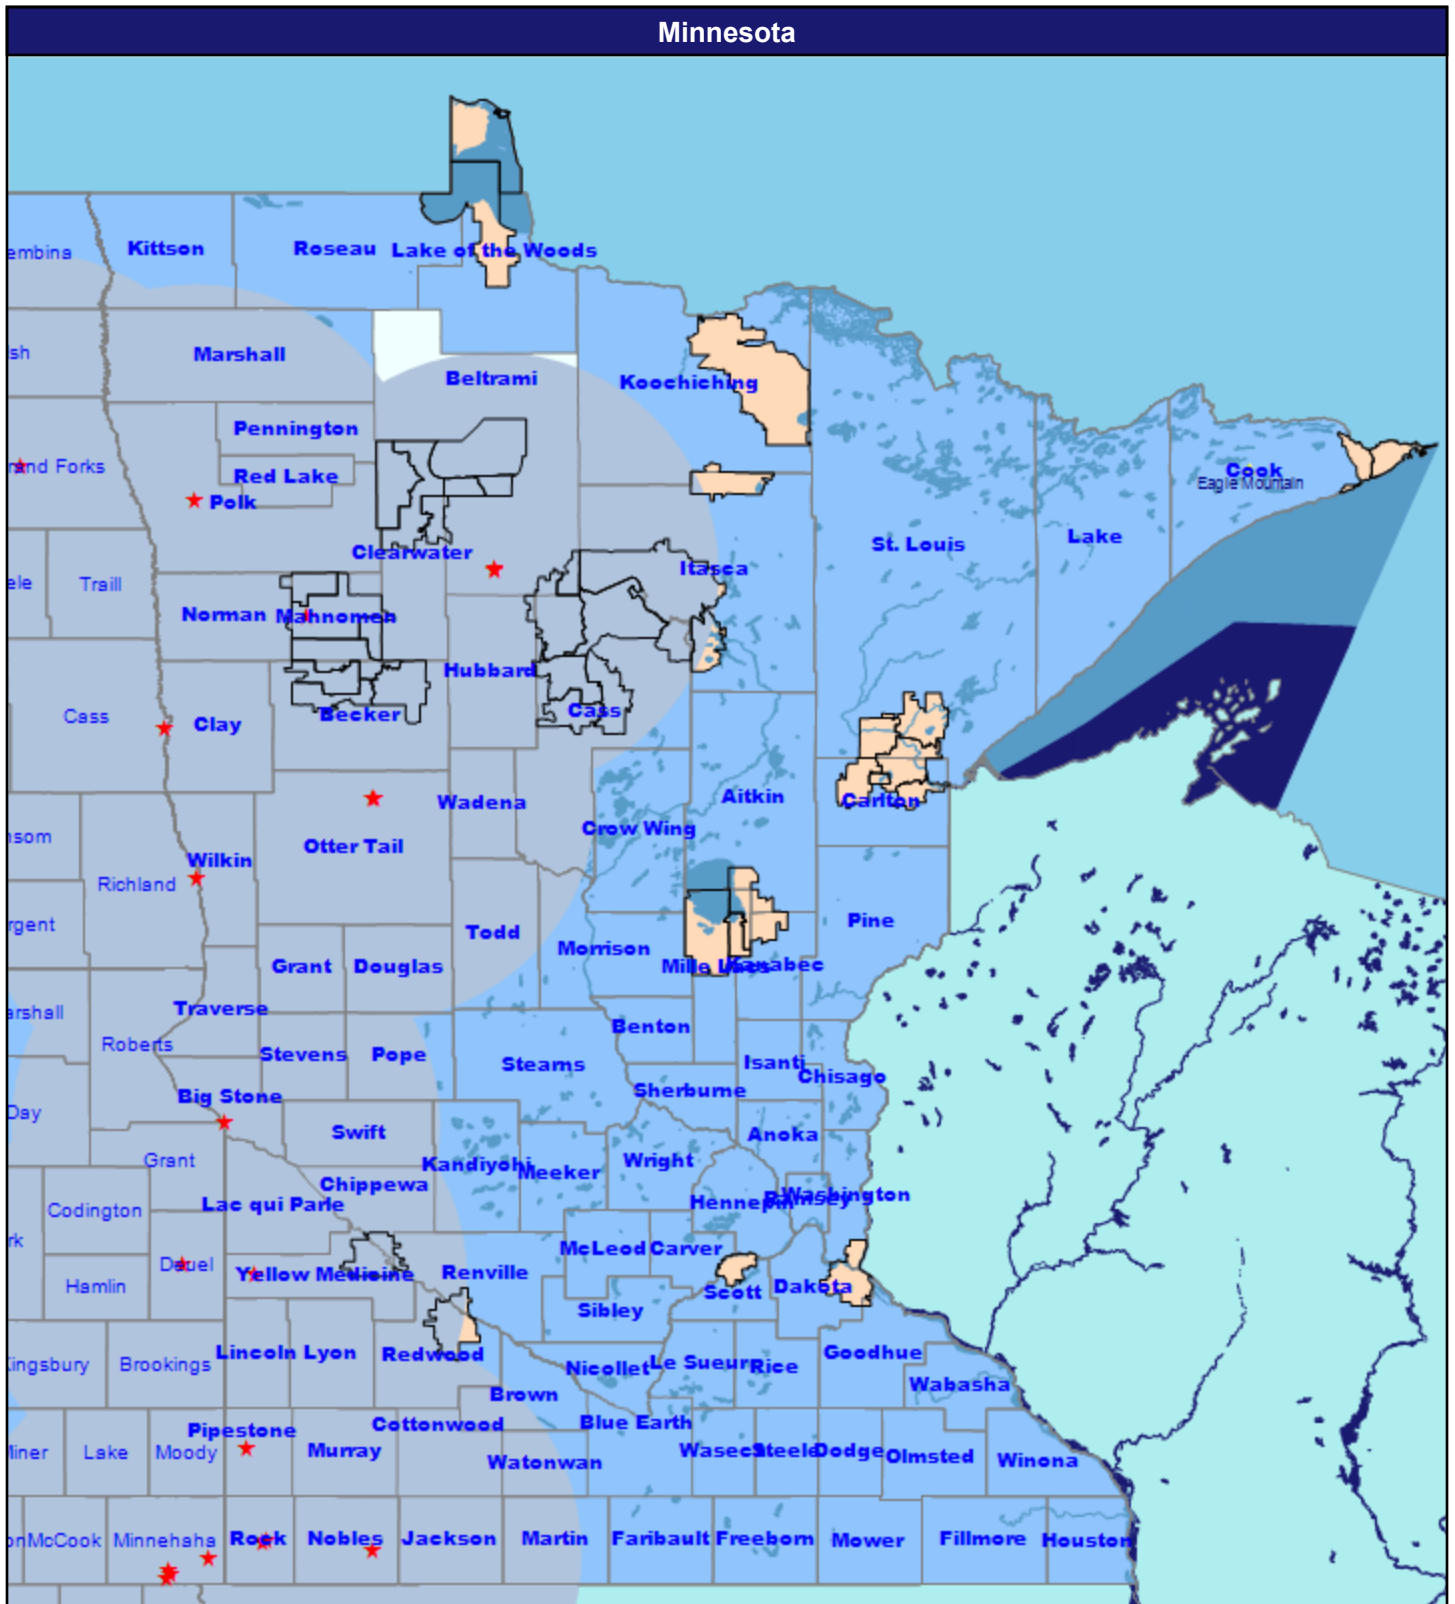 Minnesota
embina
Kittson
Roseau
Lake of the Woods
sh
Marshall
Beltrami
Koochiching
Pennington
Red Lake
Polk
Cook
Eagle Mountain
Clearwater
St. Louis
Lake
Itasca
ele
Traill
Norman
Mahnomen
Hubbard
Cass
Clay
Becker
Cass
Wadena
Aitkin
Carlton
Crow Wing
nsom
Otter Tail
Wilkin
Richland
rgent
Pine
Todd
Morrison
Grant
Douglas
Mille Lacs
Kanabec
arshall
Traverse
Benton
Roberts
Stevens
Pope
Stearns
Isanti
Chisago
Sherburne
Big Stone
Day
Swift
Anoka
Grant
Kandiyohi
Meeker
Wright
Chippewa
Codington
Lac qui Parle
Hennepin
Ramsey
Washington
rk
McLeod
Carver
Deuel
Yellow Medicine
Renville
Hamlin
Scott
Dakota
Sibley
Kingsbury
Brookings
Lincoln
Lyon
Redwood
Nicollet
Le Sueur
Rice
Goodhue
Wabasha
Brown
Pipestone
Cottonwood
Blue Earth
Miner
Lake
Moody
Murray
Watonwan
Waseca
Steele
Dodge
Olmsted
Winona
on
McCook
Minnehaha
Rock
Nobles
Jackson
Martin
Faribault
Freeborn
Mower
Fillmore
Houston